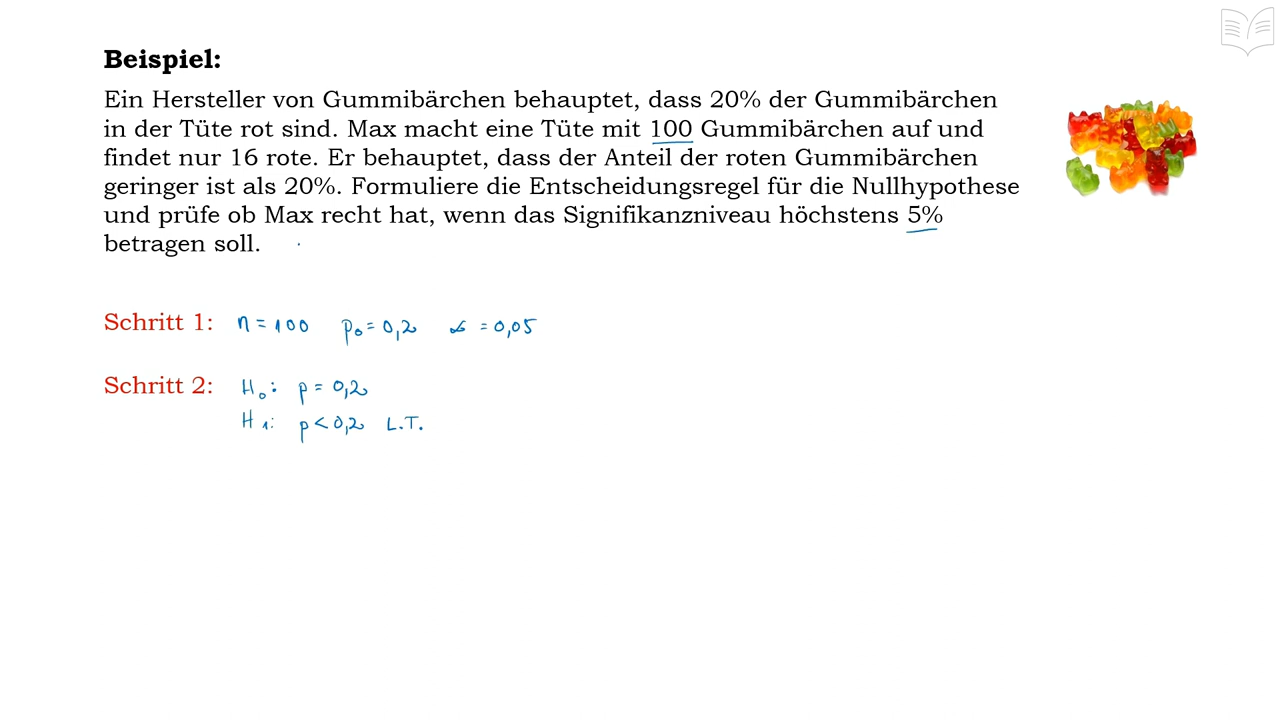 Beispiel:
Ein Hersteller von Gummibärchen behauptet, dass 20% der Gummibärchen
in der Tüte rot sind. Max macht eine Tüte mit 100 Gummibärchen auf und
findet nur 16 rote. Er behauptet, dass der Anteil der roten Gummibärchen
geringer ist als 20%. Formuliere die Entscheidungsregel für die Nullhypothese
und prüfe ob Max recht hat, wenn das Signifikanzniveau höchstens 5%
betragen soll.
Schritt 1: n = 100 p₀ = 0,2 α = 0,05
Schritt 2: H₀: p = 0,2
H₁: p < 0,2 L.T.